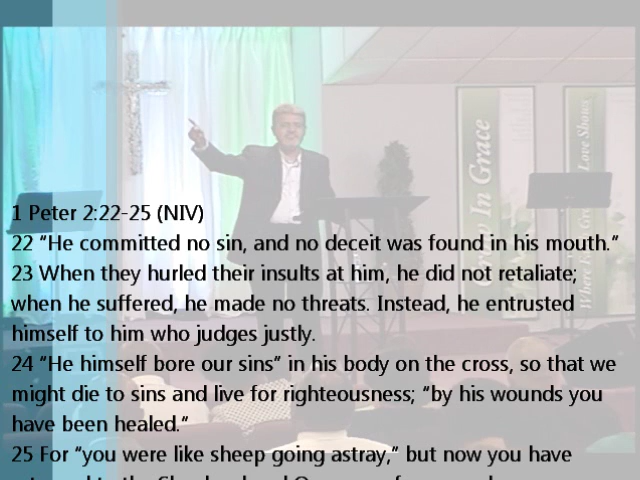 1 Peter 2:22-25 (NIV)
22 “He committed no sin, and no deceit was found in his mouth.”
23 When they hurled their insults at him, he did not retaliate;
when he suffered, he made no threats. Instead, he entrusted
himself to him who judges justly.
24 “He himself bore our sins” in his body on the cross, so that we
might die to sins and live for righteousness; “by his wounds you
have been healed.”
25 For “you were like sheep going astray,” but now you have
Grow In Grace
Where
Love Shows